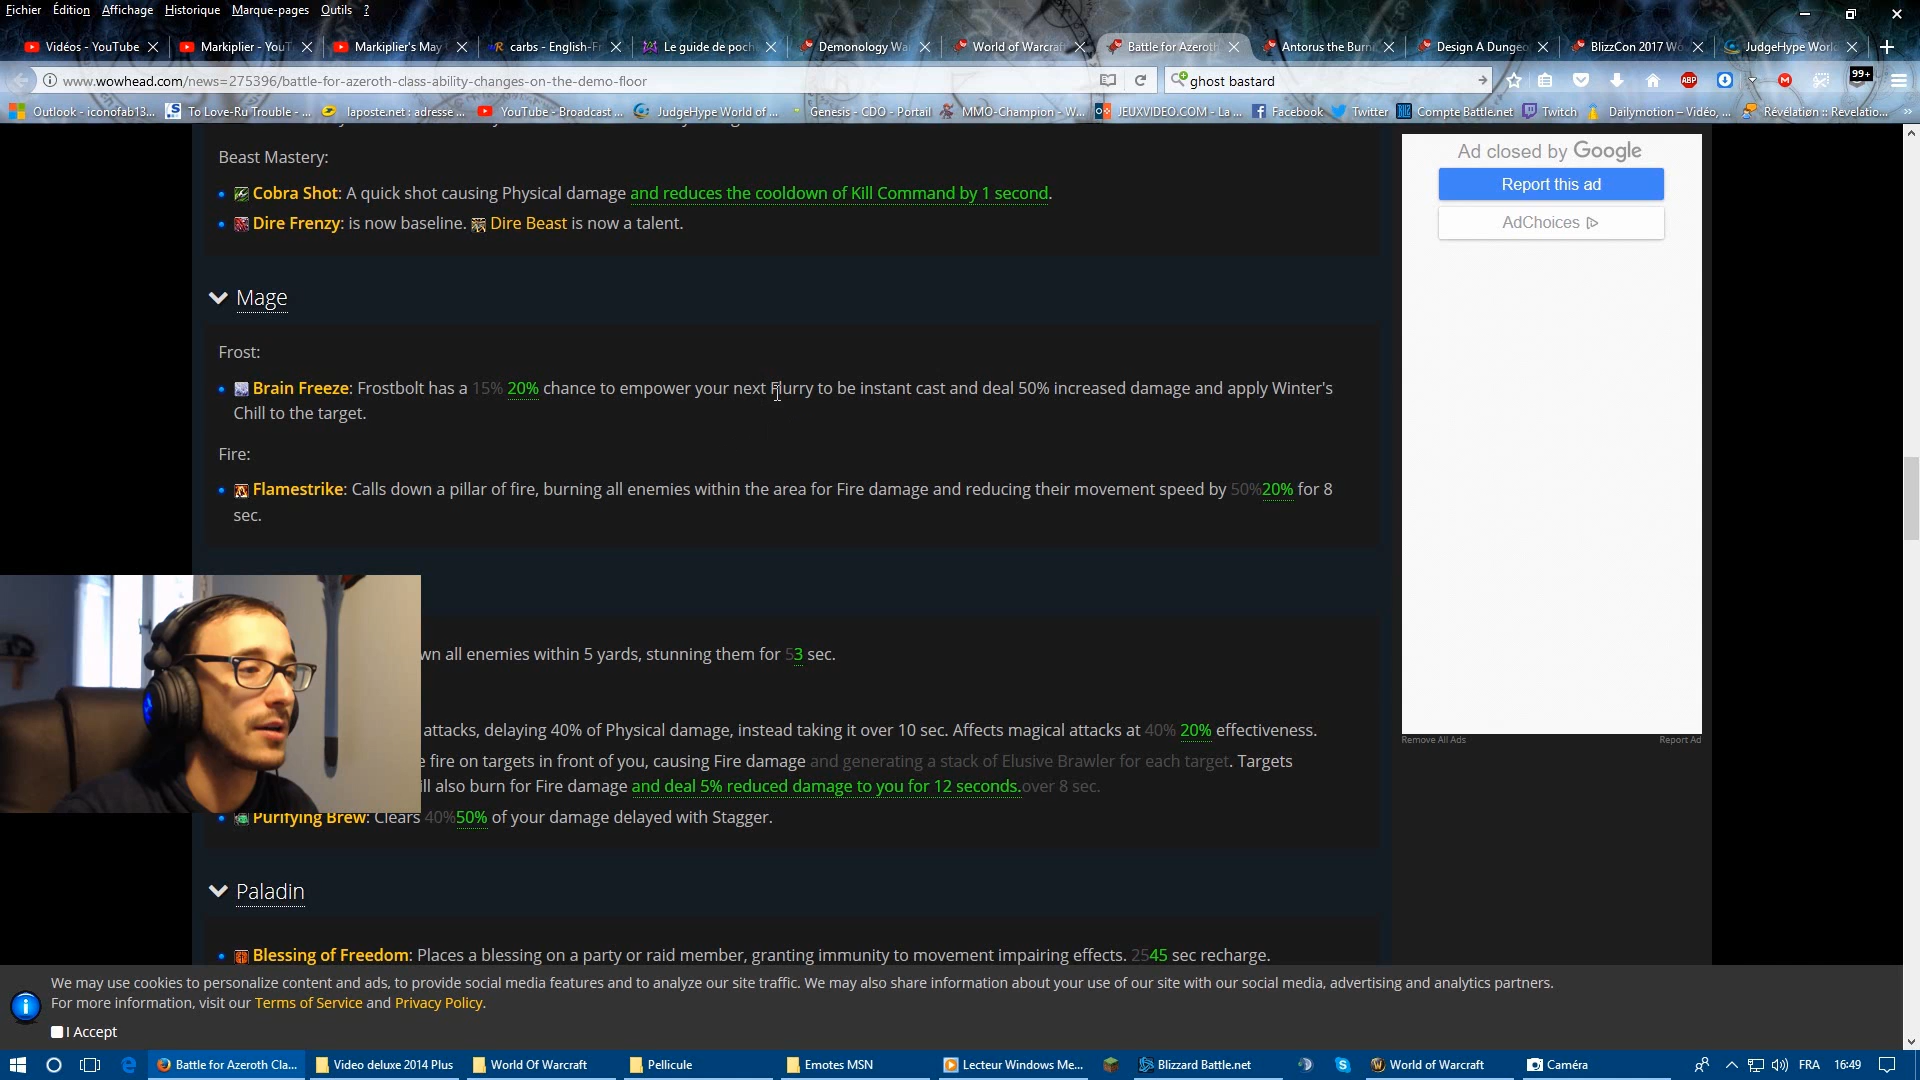 Fichier Édition Affichage Historique Marque-pages Outils ?
Vidéos - YouTube
Markiplier - YouT
Markiplier's May
carbs - English-Fr
Le guide de poch
Demonology Wa
World of Warcraf
Battle for Azeroth
Antorus the Burn
Design A Dungeo
BlizzCon 2017 Wo
JudgeHype Worl
www.wowhead.com/news=275396/battle-for-azeroth-class-ability-changes-on-the-demo-floor
ghost bastard
ABP
99+
Outlook - iconofab13...
To Love-Ru Trouble - ...
laposte.net : adresse ...
YouTube - Broadcast ...
JudgeHype World of ...
Genesis - CDO - Portail
MMO-Champion - W...
JEUXVIDEO.COM - La ...
Facebook
Twitter
Compte Battle.net
Twitch
Dailymotion – Vidéo, ...
Révélatiøn :: Revelatio...
Beast Mastery:
Cobra Shot: A quick shot causing Physical damage and reduces the cooldown of Kill Command by 1 second.
Dire Frenzy: is now baseline. Dire Beast is now a talent.
Mage
Frost:
Brain Freeze: Frostbolt has a 15% 20% chance to empower your next Flurry to be instant cast and deal 50% increased damage and apply Winter's
Chill to the target.
Fire:
Flamestrike: Calls down a pillar of fire, burning all enemies within the area for Fire damage and reducing their movement speed by 50%20% for 8
sec.
wn all enemies within 5 yards, stunning them for 53 sec.
attacks, delaying 40% of Physical damage, instead taking it over 10 sec. Affects magical attacks at 40% 20% effectiveness.
e fire on targets in front of you, causing Fire damage and generating a stack of Elusive Brawler for each target. Targets
ll also burn for Fire damage and deal 5% reduced damage to you for 12 seconds.over 8 sec.
Purifying Brew: Clears 40%50% of your damage delayed with Stagger.
Paladin
Blessing of Freedom: Places a blessing on a party or raid member, granting immunity to movement impairing effects. 2545 sec recharge.
Ad closed by Google
Report this ad
AdChoices
Remove All Ads
Report Ad
We may use cookies to personalize content and ads, to provide social media features and to analyze our site traffic. We may also share information about your use of our site with our social media, advertising and analytics partners.
For more information, visit our Terms of Service and Privacy Policy.
I Accept
Battle for Azeroth Cla...
Video deluxe 2014 Plus
World Of Warcraft
Pellicule
Emotes MSN
Lecteur Windows Me...
Blizzard Battle.net
World of Warcraft
Caméra
FRA
16:49